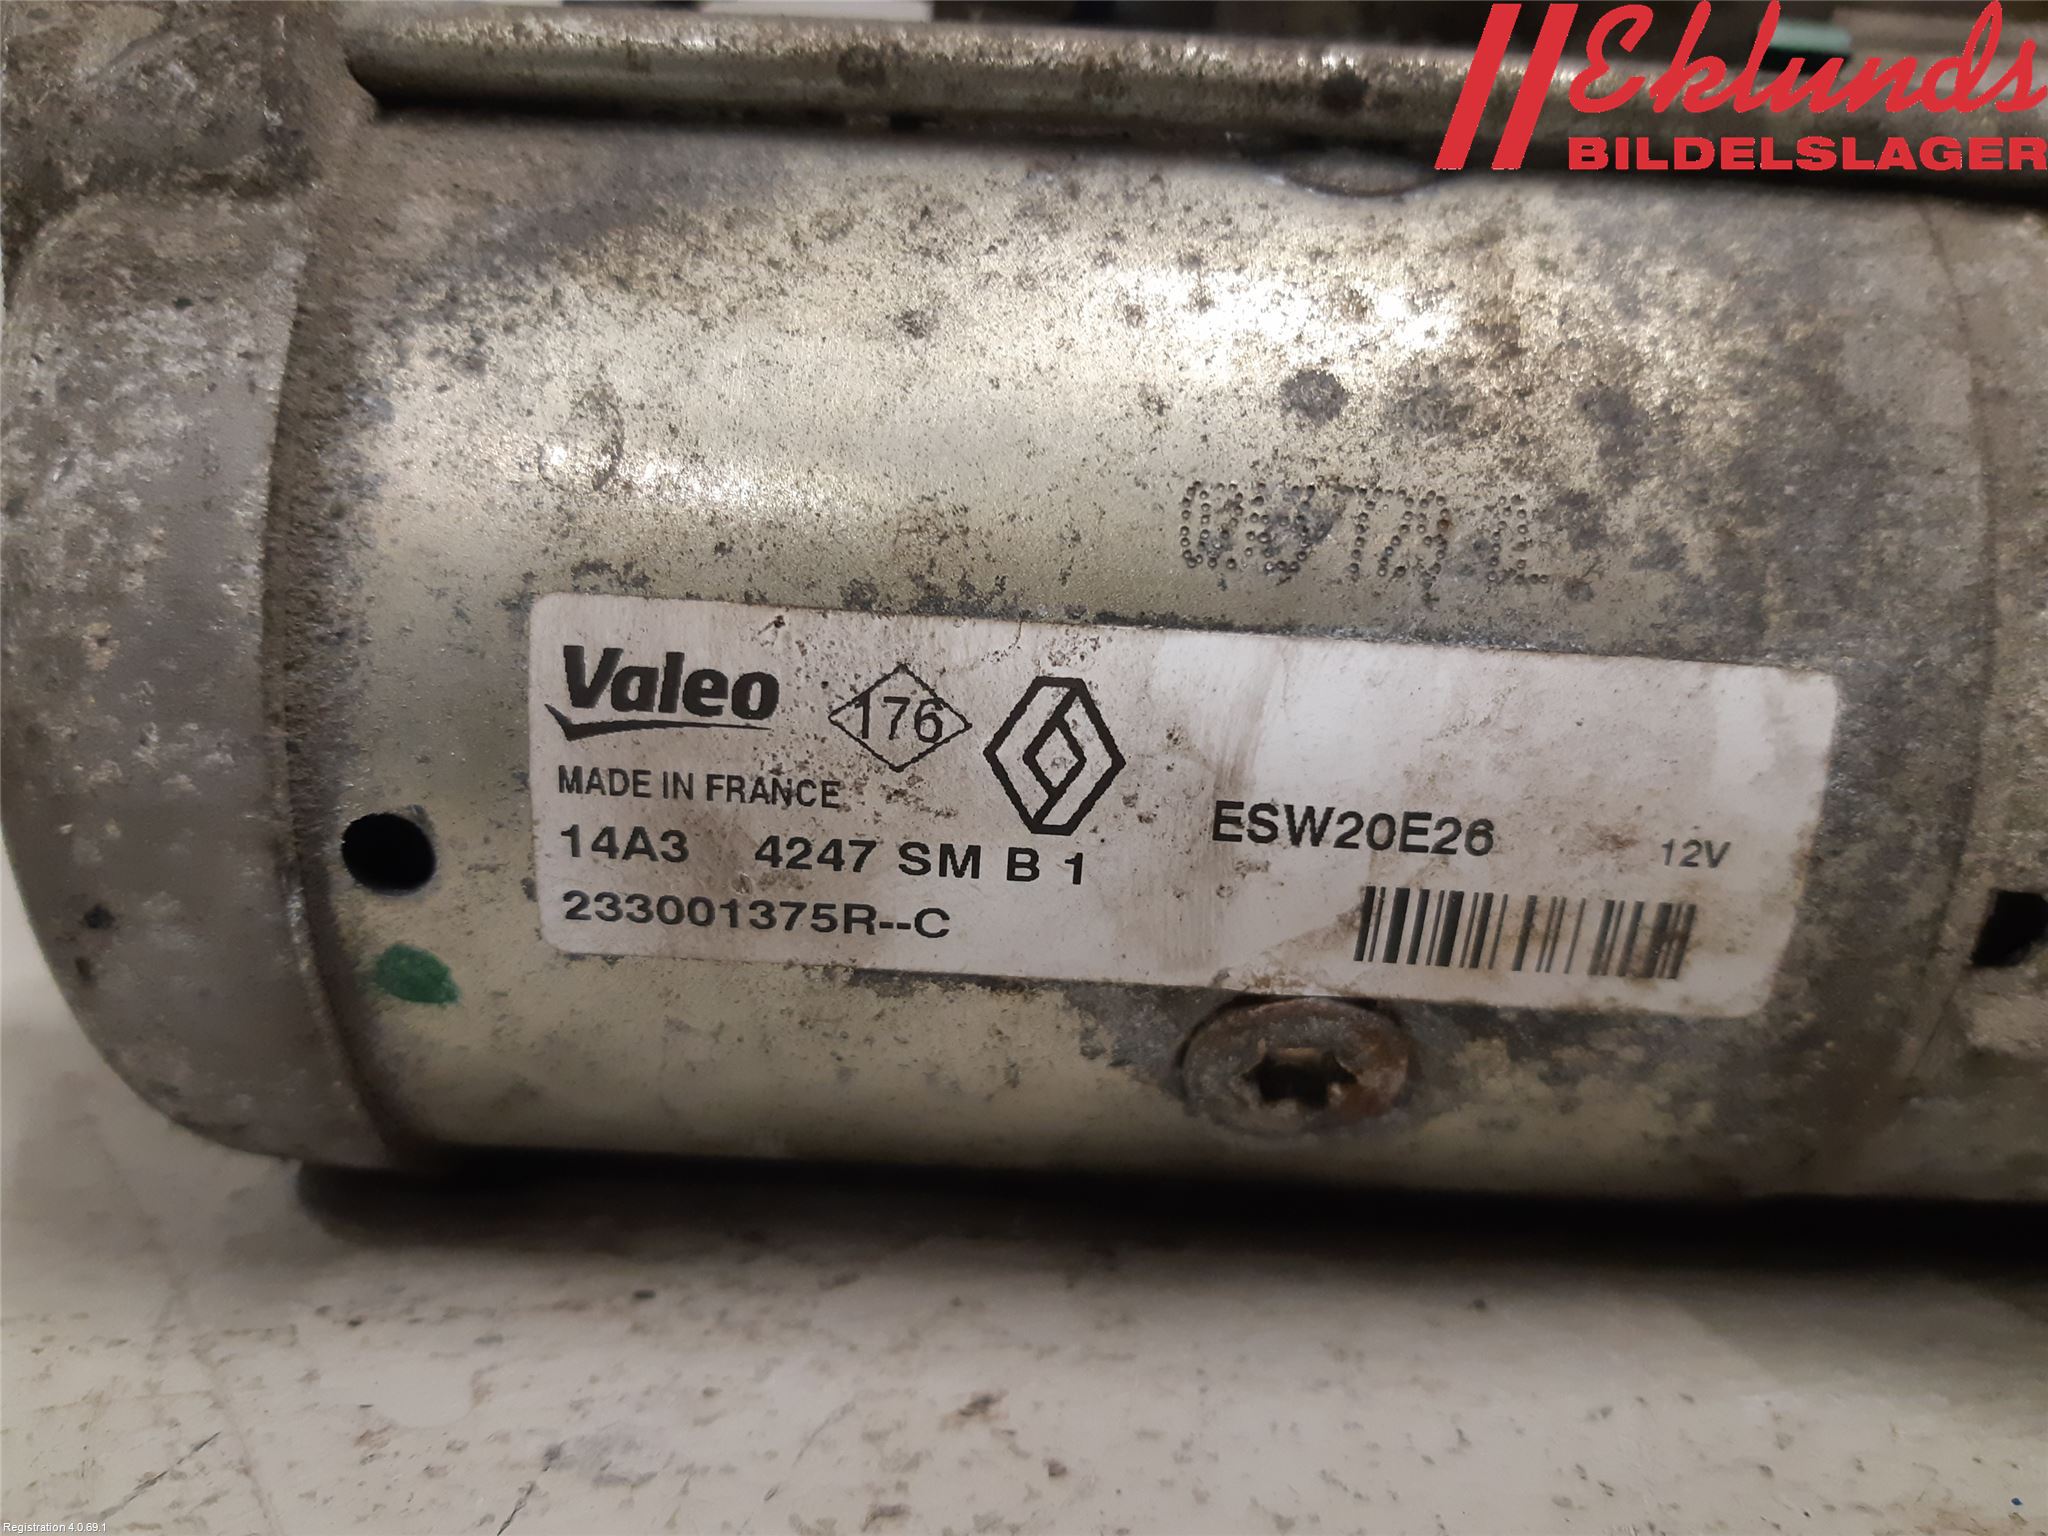 Eklunds
BILDELSLAGER
Valeo
176
MADE IN FRANCE
14A3 4247 SM B 1
233001375R--C
ESW20E26
12V
Registration 4.0.69.1